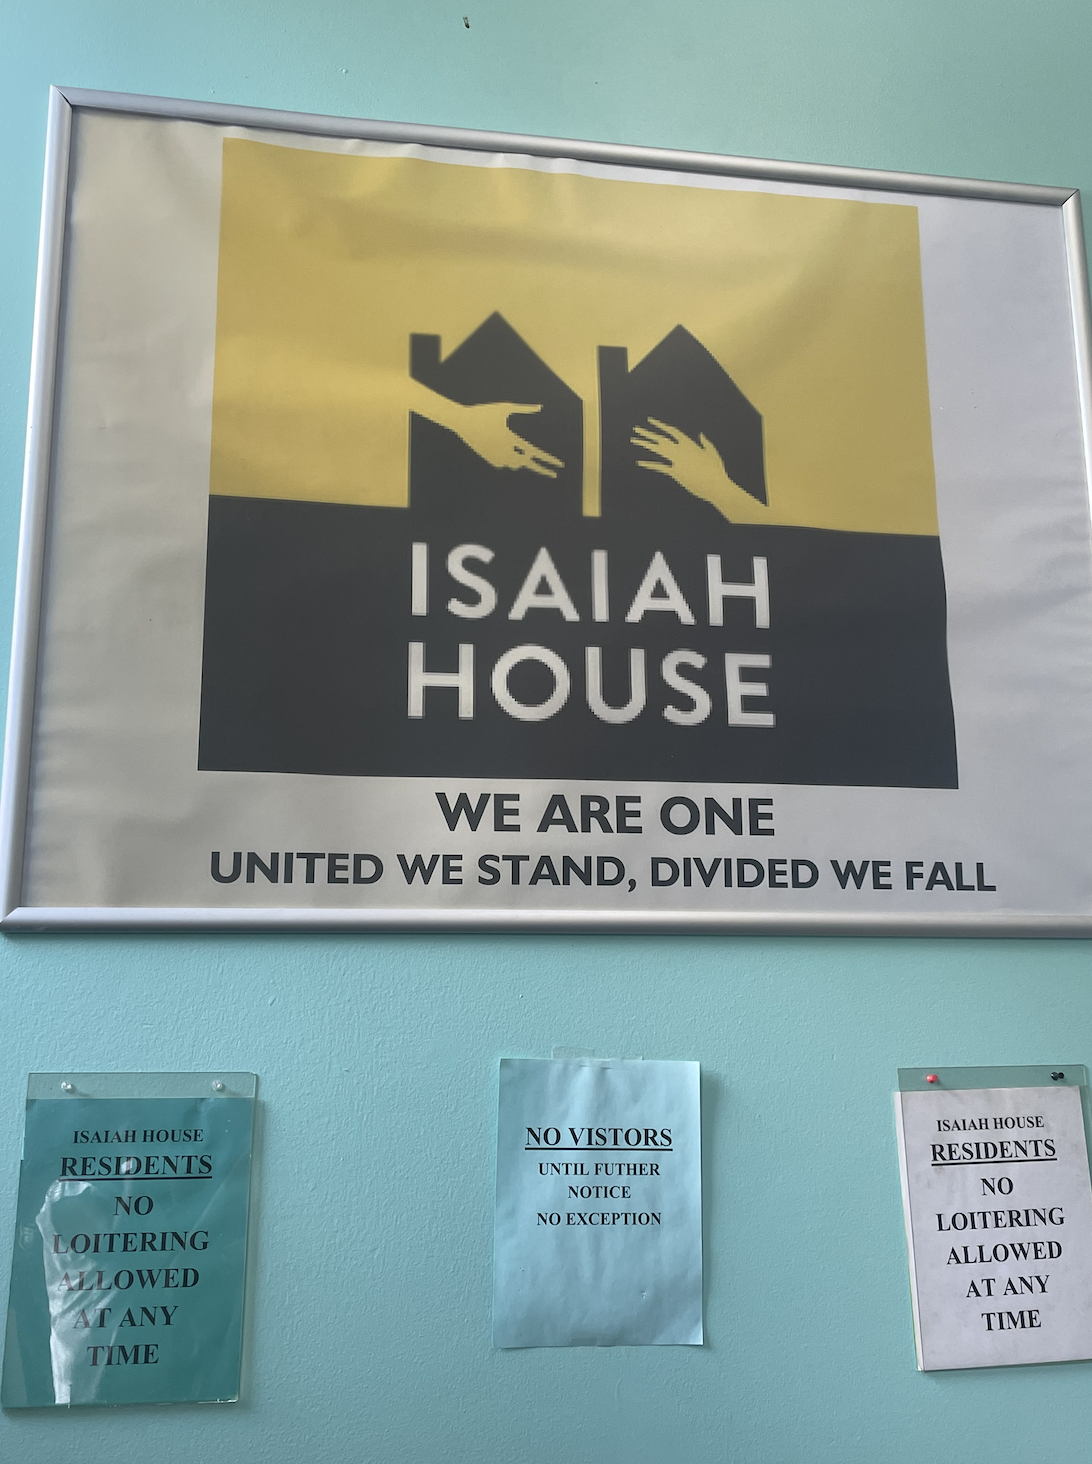 ISAIAH
HOUSE
WE ARE ONE
UNITED WE STAND, DIVIDED WE FALL
ISAIAH HOUSE
RESIDENTS
NO
LOITERING
ALLOWED
AT ANY
TIME
NO VISTORS
UNTIL FUTHER
NOTICE
NO EXCEPTION
ISAIAH HOUSE
RESIDENTS
NO
LOITERING
ALLOWED
AT ANY
TIME